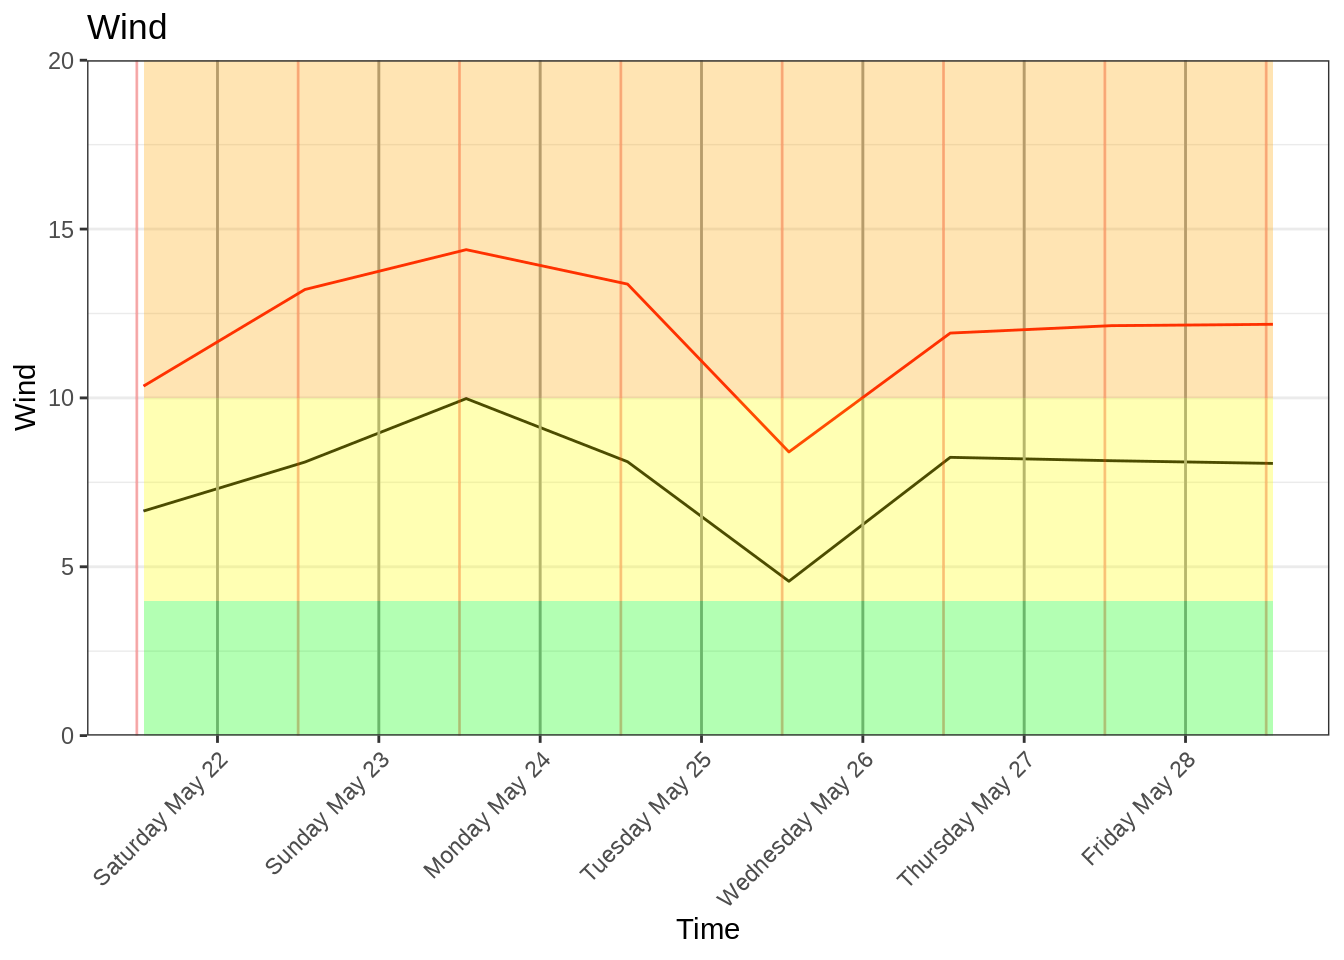 Wind
20
15
10
5
0
Wind
Saturday May 22
Sunday May 23
Monday May 24
Tuesday May 25
Wednesday May 26
Thursday May 27
Friday May 28
Time